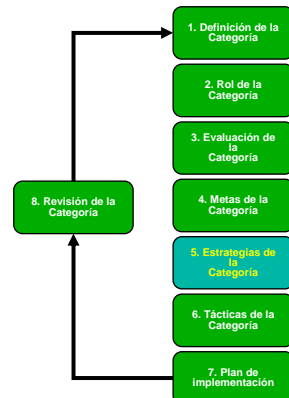 1. Definición de la
Categoría
2. Rol de la
Categoría
3. Evaluación de
la
Categoría
8. Revisión de la
Categoría
4. Metas de la
Categoría
5. Estrategias de
la
Categoría
6. Tácticas de la
Categoría
7. Plan de
implementación